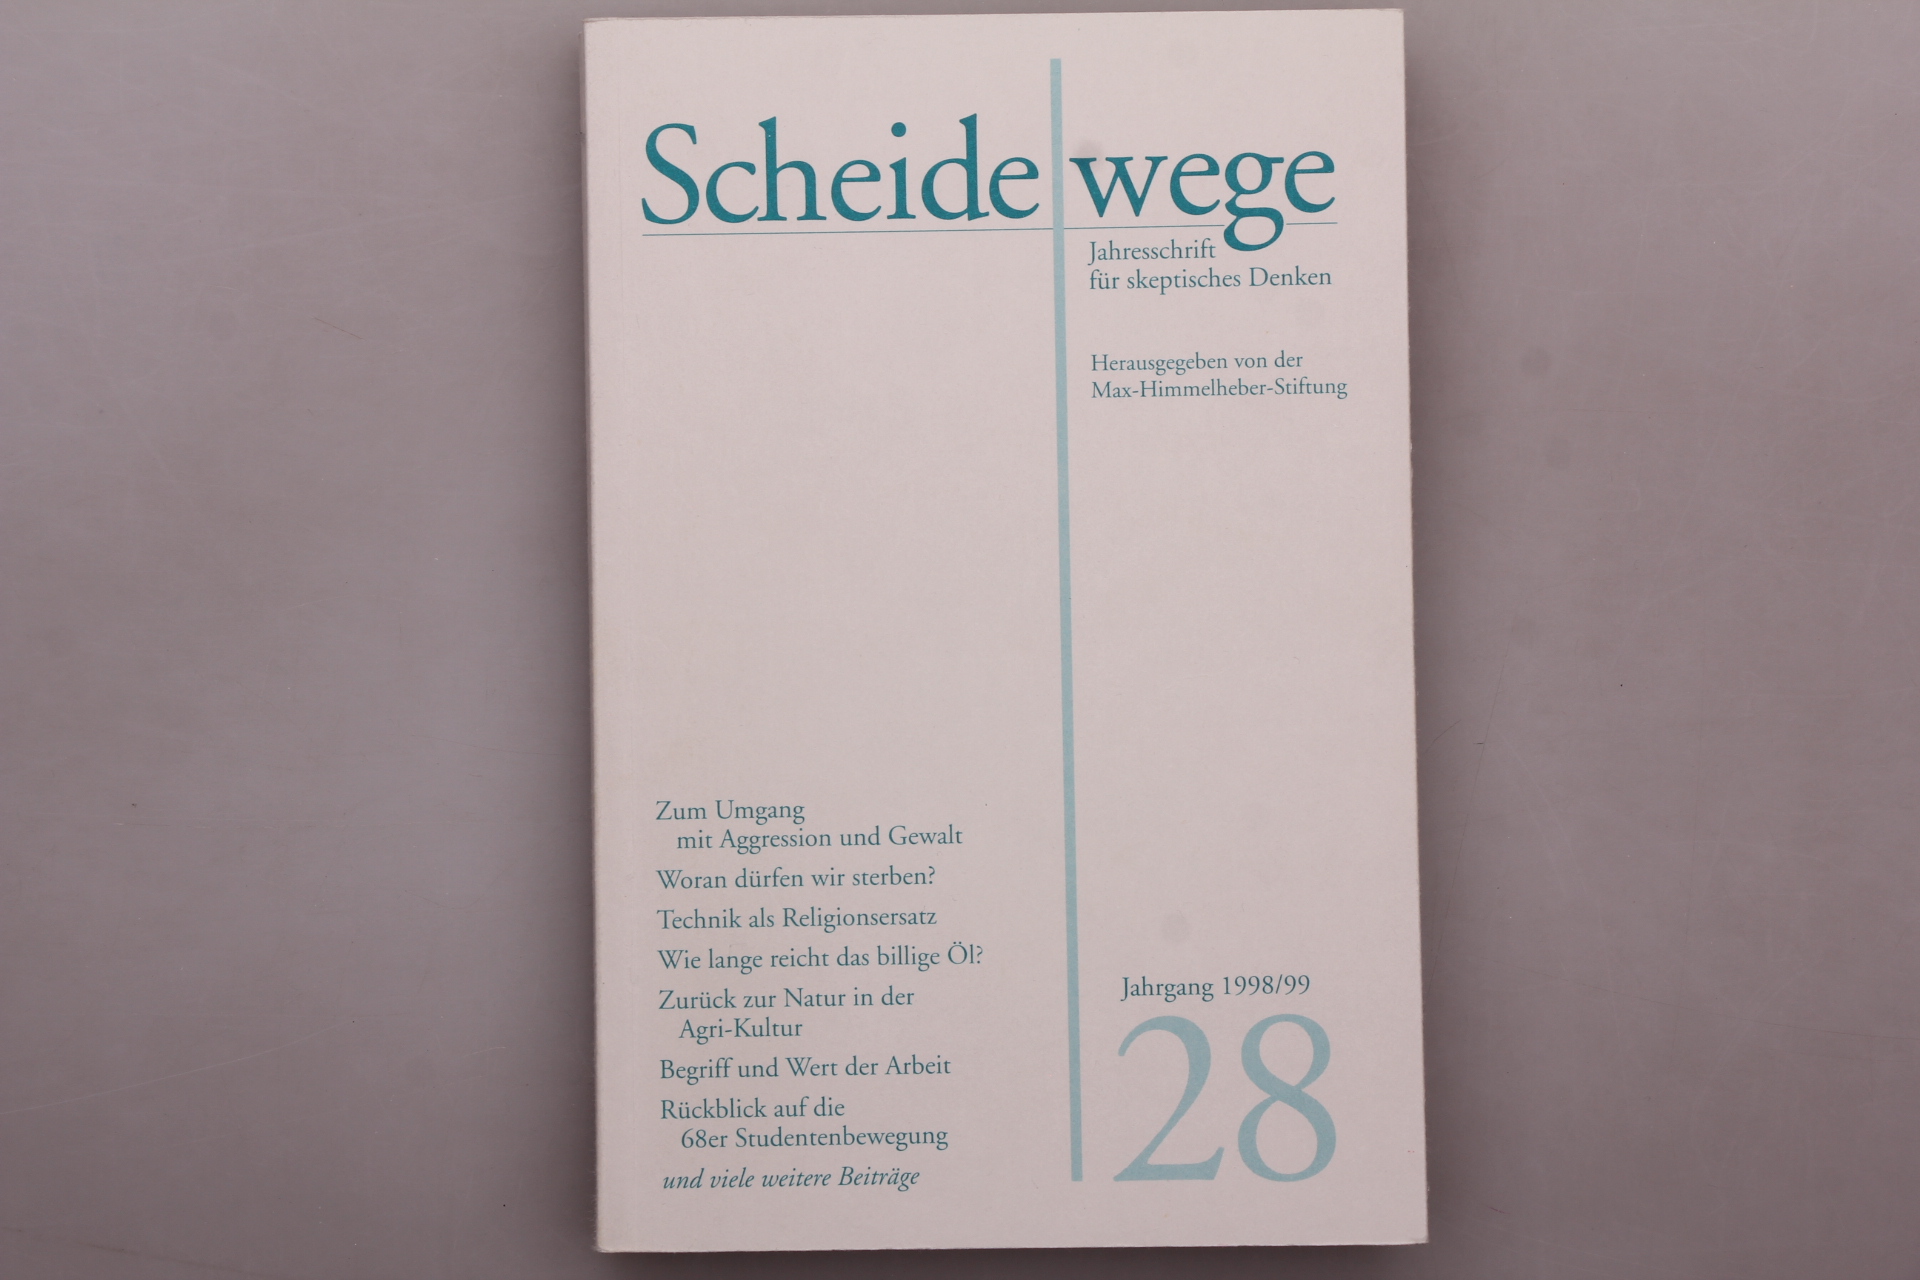 Scheidewege
Jahresschrift
für skeptisches Denken
Herausgegeben von der
Max-Himmelheber-Stiftung
Zum Umgang
mit Aggression und Gewalt
Woran dürfen wir sterben?
Technik als Religionsersatz
Wie lange reicht das billige Öl?
Zurück zur Natur in der
Agri-Kultur
Begriff und Wert der Arbeit
Rückblick auf die
68er Studentenbewegung
und viele weitere Beiträge
Jahrgang 1998/99
28